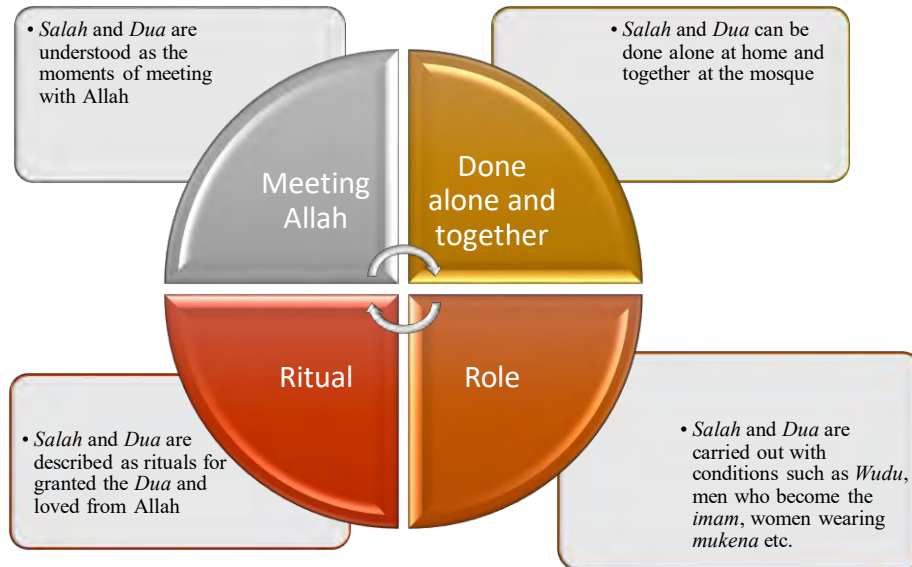 • Salah and Dua are
understood as the
moments of meeting
with Allah
• Salah and Dua can be
done alone at home and
together at the mosque
Meeting
Allah
Done
alone and
together
Ritual
Role
• Salah and Dua are
described as rituals for
granted the Dua and
loved from Allah
• Salah and Dua are
carried out with
conditions such as Wudu,
men who become the
imam, women wearing
mukena etc.